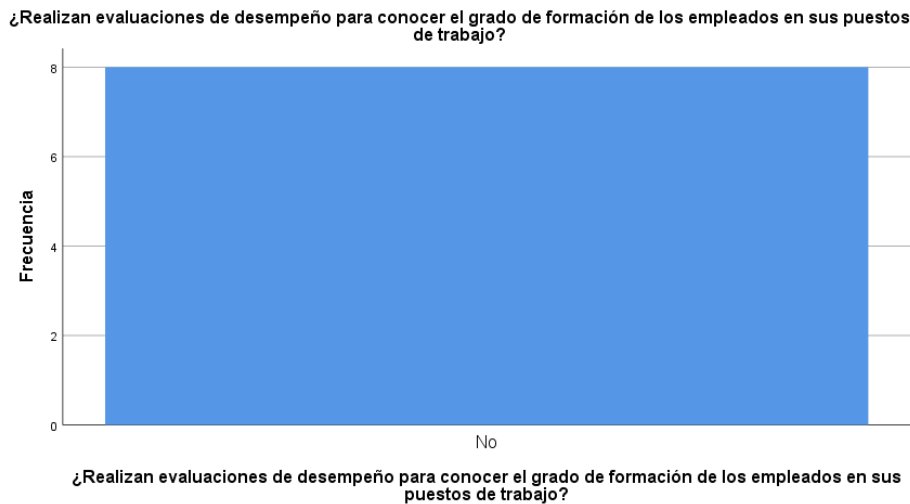 ¿Realizan evaluaciones de desempeño para conocer el grado de formación de los empleados en sus puestos
de trabajo?
8
6
4
2
0
Frecuencia
No
¿Realizan evaluaciones de desempeño para conocer el grado de formación de los empleados en sus
puestos de trabajo?